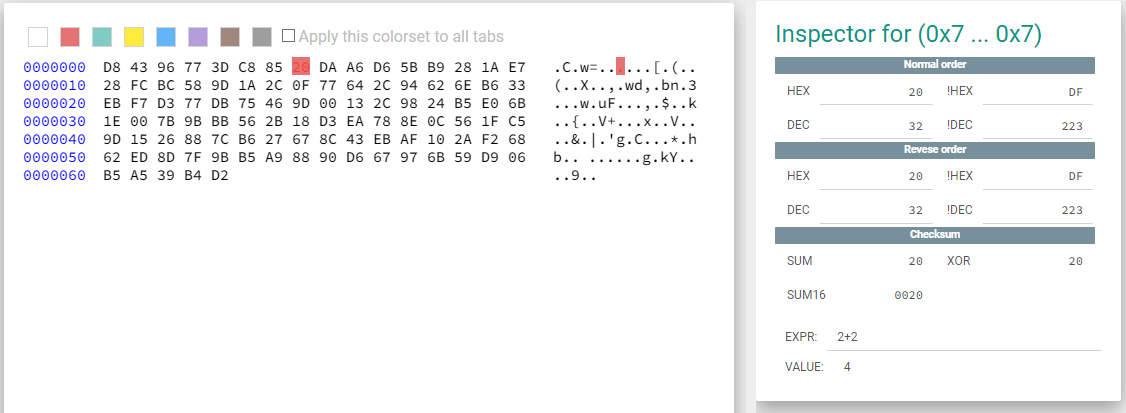 Apply this colorset to all tabs
0000000 D8 43 96 77 3D C8 85 20 DA A6 D6 5B B9 28 1A E7 .C.w=......[.(..
0000010 28 FC BC 58 9D 1A 2C 0F 77 64 2C 94 62 6E B6 33 (..X..,.wd,.bn.3
0000020 EB F7 D3 77 DB 75 46 9D 00 13 2C 98 24 B5 E0 6B ...w.uF...,.$..k
0000030 1E 00 7B 9B BB 56 2B 18 D3 EA 78 8E 0C 56 1F C5 ..{..V+...x..V..
0000040 9D 15 26 88 7C B6 27 67 8C 43 EB AF 10 2A F2 68 ..&.|.'g.C...*.h
0000050 62 ED 8D 7F 9B B5 A9 88 90 D6 67 97 6B 59 D9 06 b.. ......g.kY..
0000060 B5 A5 39 B4 D2 ..9..
Inspector for (0x7 ... 0x7)
Normal order
HEX 20 !HEX DF
DEC 32 !DEC 223
Revese order
HEX 20 !HEX DF
DEC 32 !DEC 223
Checksum
SUM 20 XOR 20
SUM16 0020
EXPR: 2+2
VALUE: 4